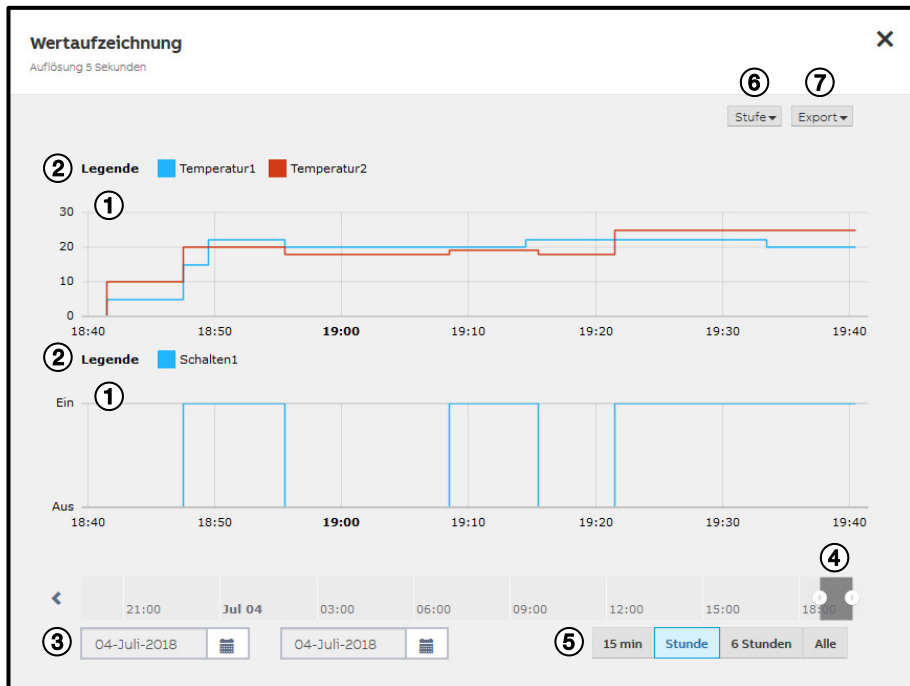 Wertaufzeichnung
Auflösung 5 Sekunden
6 7
Stufe Export
2 Legende Temperatur1 Temperatur2
1
30
20
10
0
18:40 18:50 19:00 19:10 19:20 19:30 19:40
2 Legende Schalten1
1
Ein
Aus
18:40 18:50 19:00 19:10 19:20 19:30 19:40
4
21:00 Jul 04 03:00 06:00 09:00 12:00 15:00 18:00
3 04-Juli-2018 04-Juli-2018 5 15 min Stunde 6 Stunden Alle